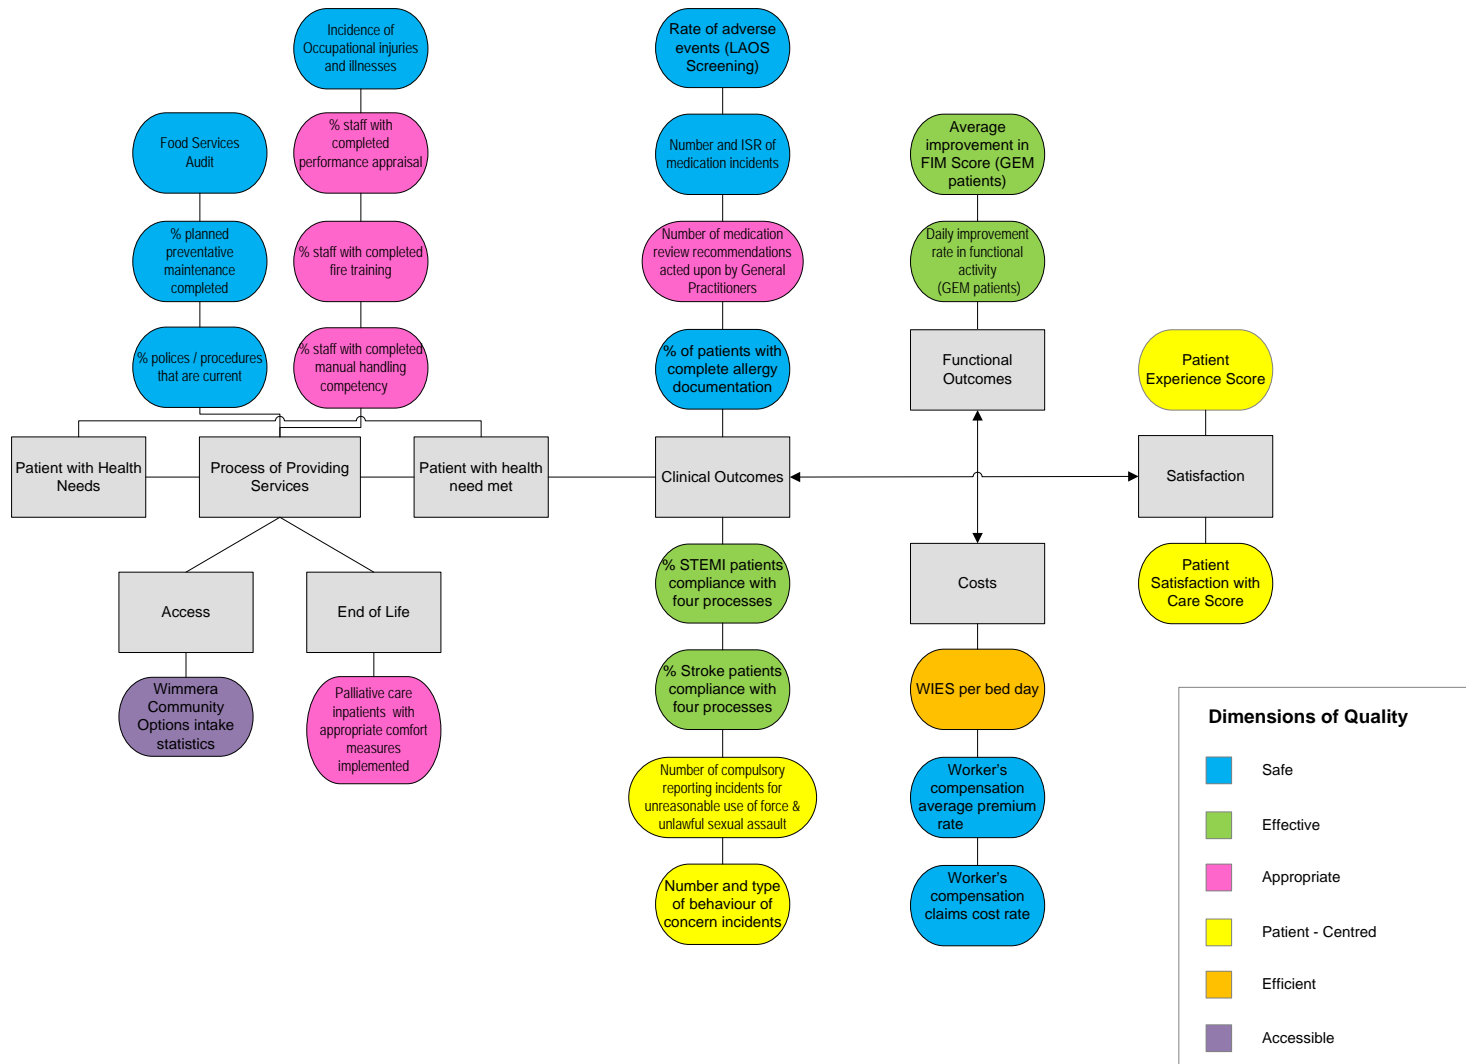 Incidence of
Occupational injuries
and illnesses
Rate of adverse
events (LAOS
Screening)
Food Services
Audit
% staff with
completed
performance appraisal
Number and ISR of
medication incidents
Average
improvement in
FIM Score (GEM
patients)
% planned
preventative
maintenance
completed
% staff with completed
fire training
Number of medication
review recommendations
acted upon by General
Practitioners
Daily improvement
rate in functional
activity
(GEM patients)
% polices / procedures
that are current
% staff with completed
manual handling
competency
% of patients with
complete allergy
documentation
Functional
Outcomes
Patient
Experience Score
Patient with Health
Needs
Process of Providing
Services
Patient with health
need met
Clinical Outcomes
Satisfaction
Access
End of Life
% STEMI patients
compliance with
four processes
Costs
Patient
Satisfaction with
Care Score
Wimmera
Community
Options intake
statistics
Palliative care
inpatients with
appropriate comfort
measures
implemented
% Stroke patients
compliance with
four processes
WIES per bed day
Number of compulsory
reporting incidents for
unreasonable use of force &
unlawful sexual assault
Worker's
compensation
average premium
rate
Number and type
of behaviour of
concern incidents
Worker's
compensation
claims cost rate
Dimensions of Quality
Safe
Effective
Appropriate
Patient - Centred
Efficient
Accessible